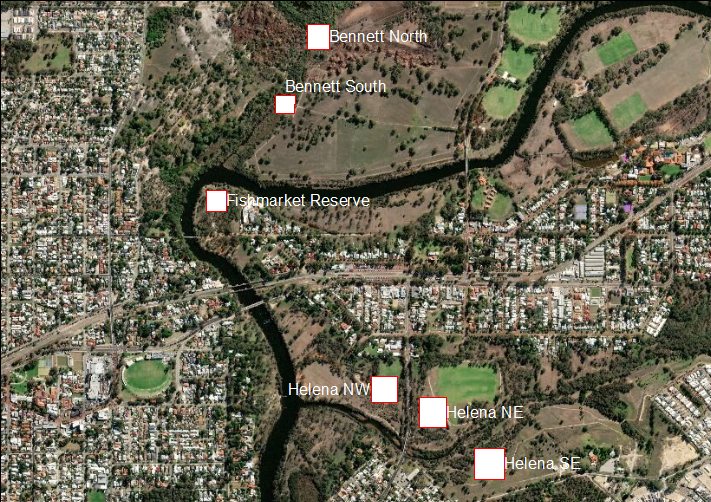 Bennett North
Bennett South
Fishmarket Reserve
Helena NW
Helena NE
Helena SE